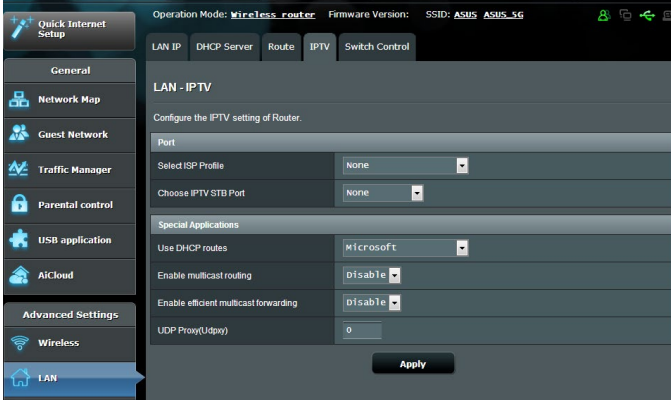 Quick Internet
Setup
Operation Mode: Wireless router Firmware Version: SSID: ASUS ASUS_5G
LAN IP DHCP Server Route IPTV Switch Control
General
Network Map
Guest Network
Traffic Manager
Parental control
USB application
AiCloud
Advanced Settings
Wireless
LAN
LAN - IPTV
Configure the IPTV setting of Router.
Port
Select ISP Profile None
Choose IPTV STB Port None
Special Applications
Use DHCP routes Microsoft
Enable multicast routing Disable
Enable efficient multicast forwarding Disable
UDP Proxy(Udpxy) 0
Apply